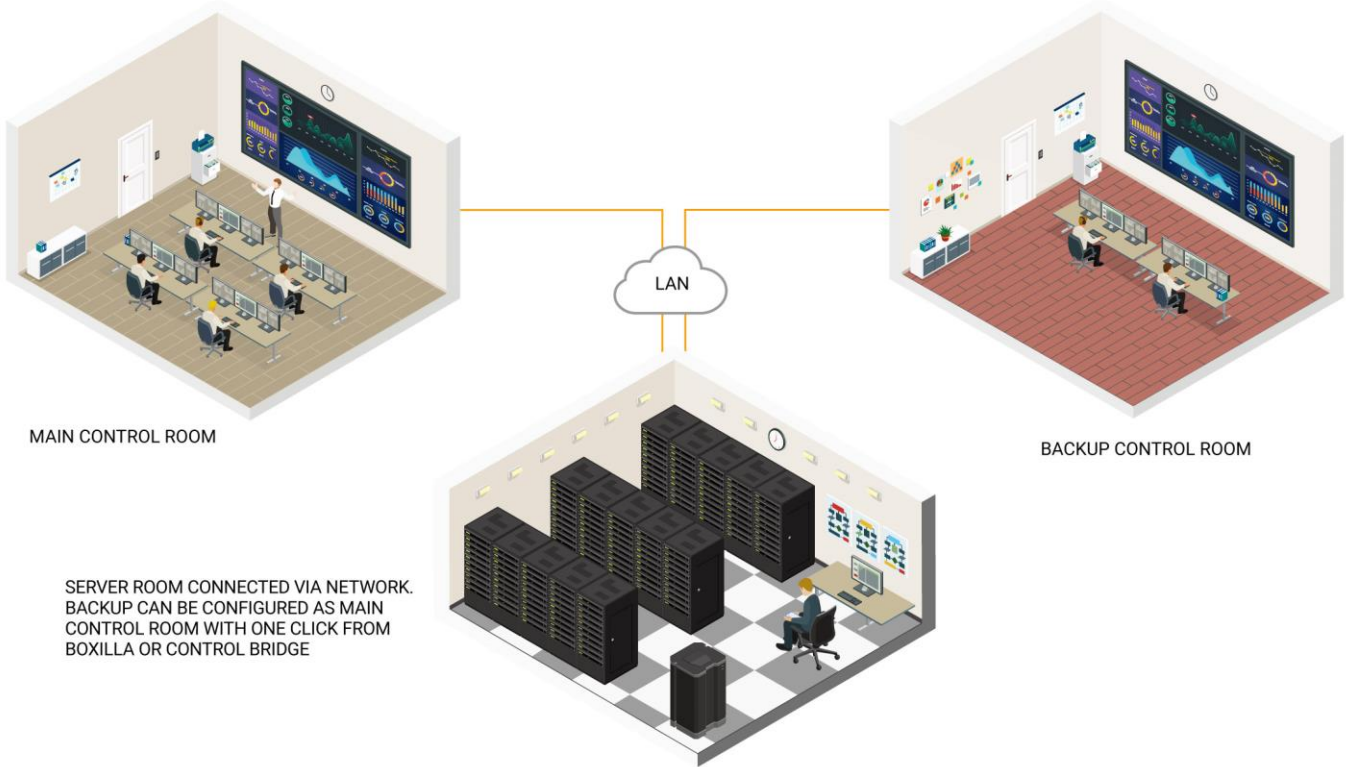 LAN
MAIN CONTROL ROOM
BACKUP CONTROL ROOM
SERVER ROOM CONNECTED VIA NETWORK.
BACKUP CAN BE CONFIGURED AS MAIN
CONTROL ROOM WITH ONE CLICK FROM
BOXILLA OR CONTROL BRIDGE